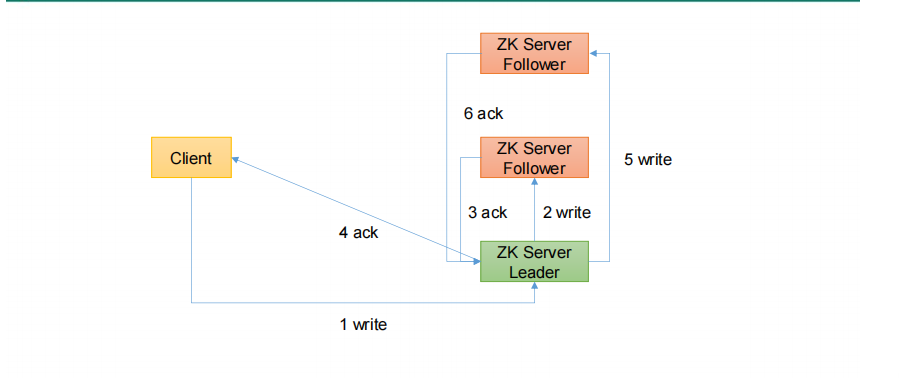 ZK Server
Follower
6 ack
ZK Server
Follower
Client
5 write
3 ack
2 write
4 ack
ZK Server
Leader
1 write